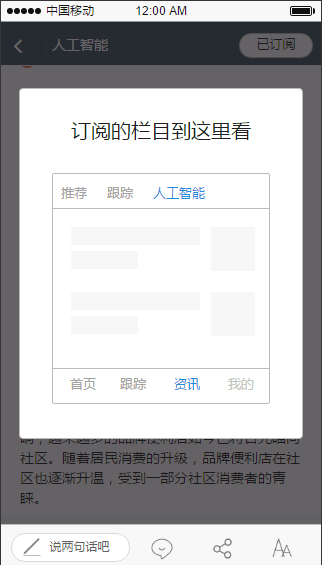 中国移动 12:00 AM
人工智能 已订阅
订阅的栏目到这里看
推荐 跟踪 人工智能
首页 跟踪 资讯 我的
社区。随着居民消费的升级，品牌便利店在社
区也逐渐升温，受到一部分社区消费者的青
睐。
说两句话吧
AA